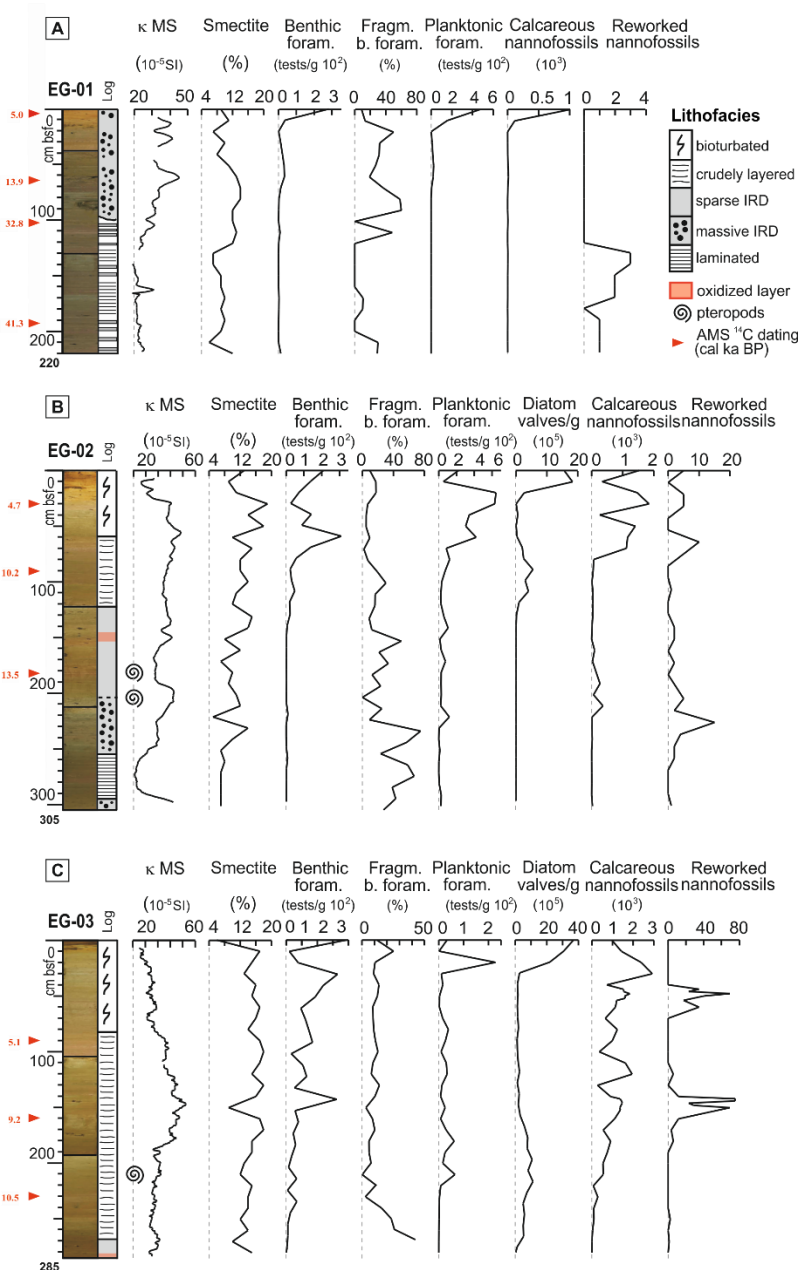 A
κ MS Smectite Benthic foram. Fragm. b. foram. Planktonic foram. Calcareous nannofossils Reworked nannofossils
(10⁻⁵SI) (%) (tests/g 10²) (%) (tests/g 10²) (10³)
EG-01 Log
20 50 4 12 20 0 1 2 3 0 40 80 0 2 4 6 0 0.5 1 0 2 4
5.0
0
cm bsf
13.9
100
32.8
41.3
200
220
Lithofacies
bioturbated
crudely layered
sparse IRD
massive IRD
laminated
oxidized layer
pteropods
AMS ¹⁴C dating
(cal ka BP)
B
κ MS Smectite Benthic foram. Fragm. b. foram. Planktonic foram. Diatom valves/g Calcareous nannofossils Reworked nannofossils
(10⁻⁵SI) (%) (tests/g 10²) (%) (tests/g 10²) (10⁵) (10³)
EG-02 Log
20 60 4 12 20 0 1 2 3 0 40 80 0 2 4 6 0 10 20 0 1 2 0 10 20
0
cm bsf
4.7
10.2
100
13.5
200
300
305
C
κ MS Smectite Benthic foram. Fragm. b. foram. Planktonic foram. Diatom valves/g Calcareous nannofossils Reworked nannofossils
(10⁻⁵SI) (%) (tests/g 10²) (%) (tests/g 10²) (10⁵) (10³)
EG-03 Log
20 60 4 12 20 0 1 2 3 0 50 0 1 2 0 20 40 0 1 2 3 0 40 80
0
cm bsf
5.1
100
9.2
200
10.5
285